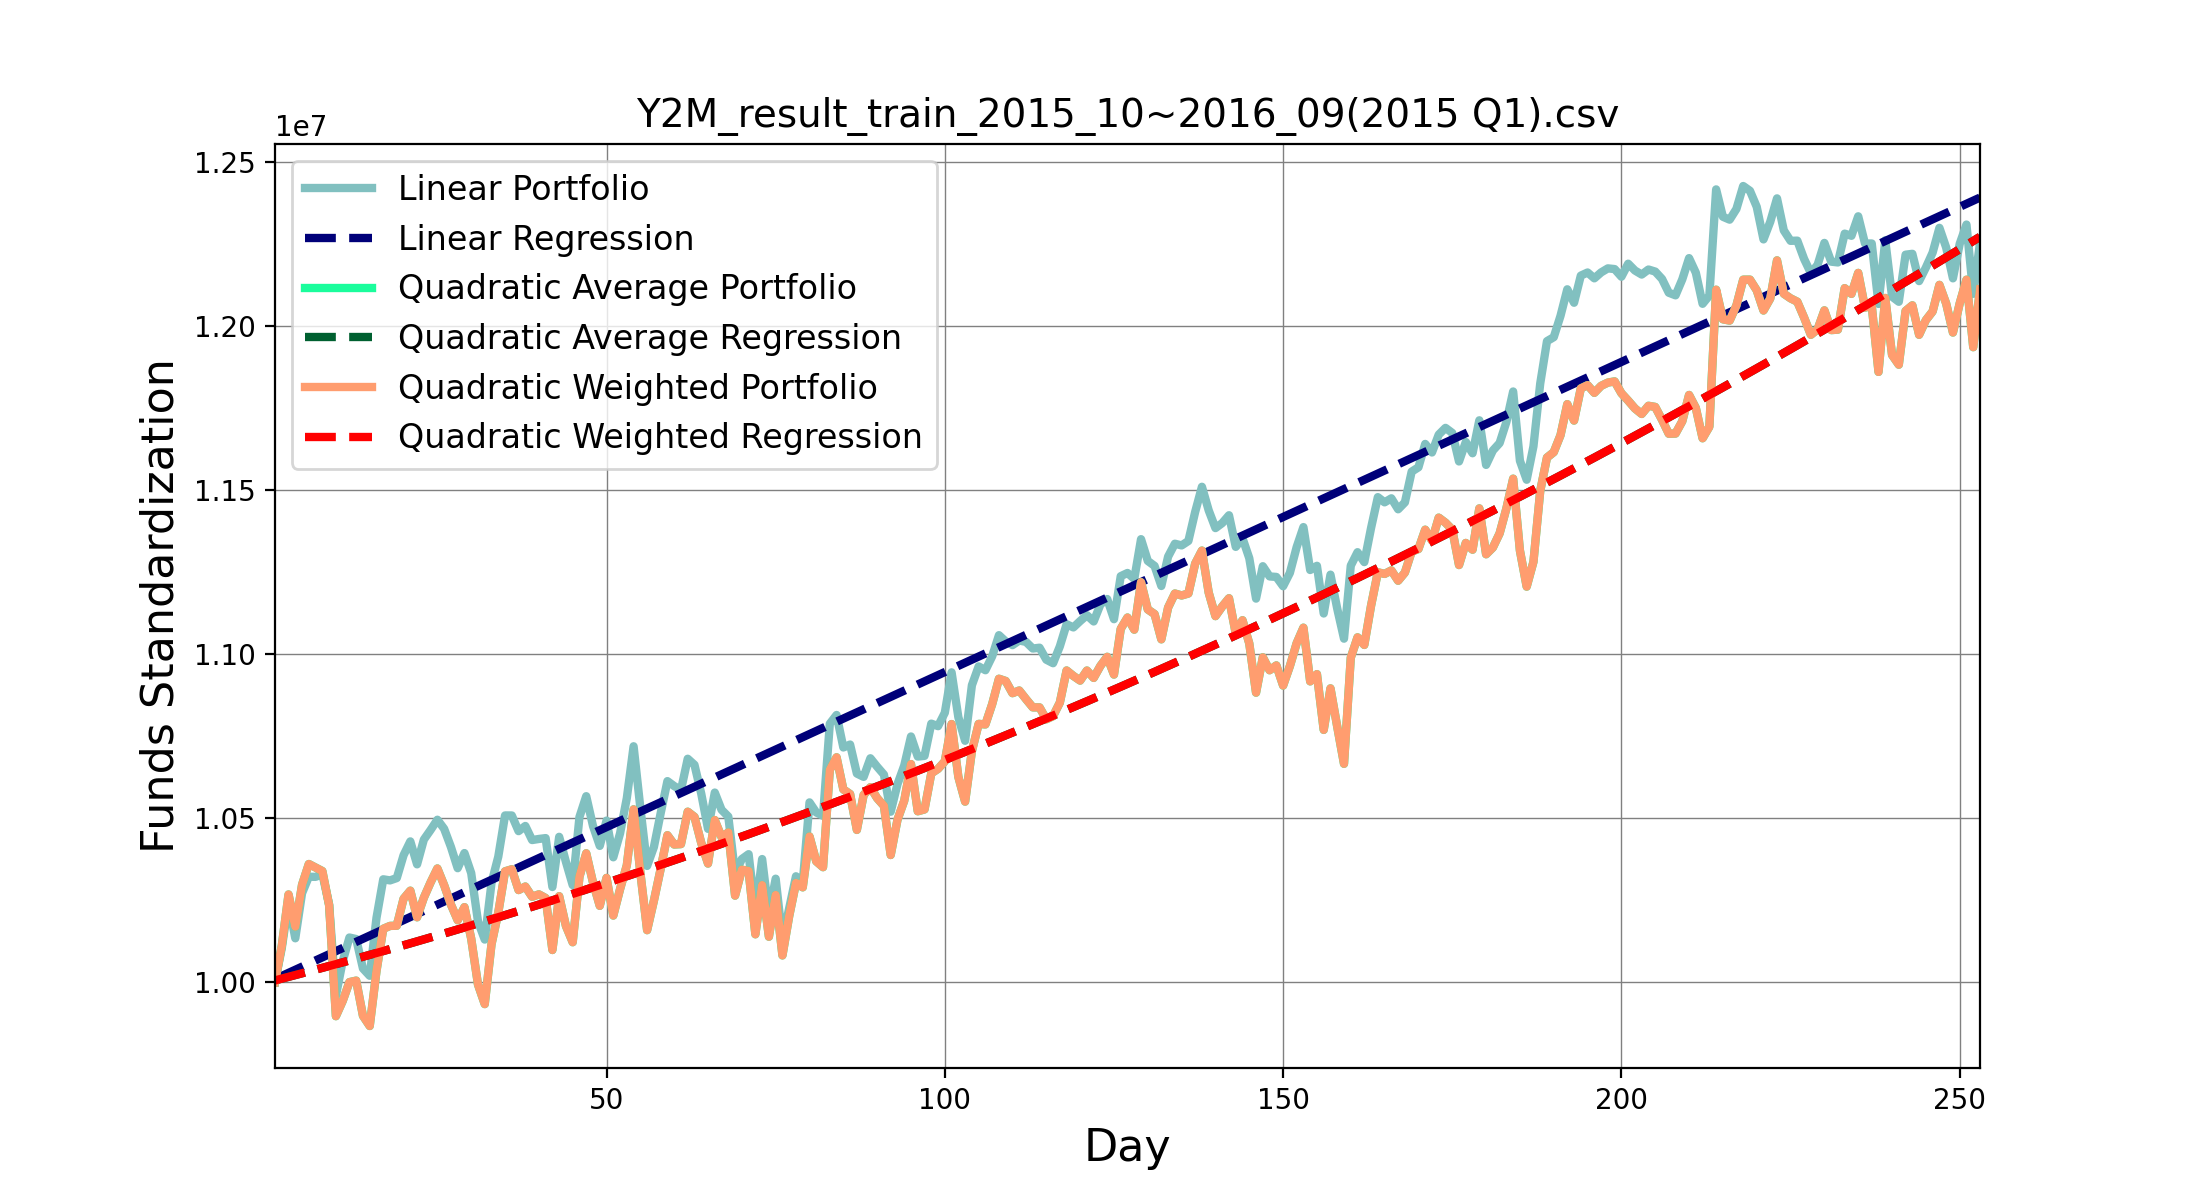 Y2M_result_train_2015_10~2016_09(2015 Q1).csv
1e7
1.25
1.20
1.15
1.10
1.05
1.00
Funds Standardization
Linear Portfolio
Linear Regression
Quadratic Average Portfolio
Quadratic Average Regression
Quadratic Weighted Portfolio
Quadratic Weighted Regression
50 100 150 200 250
Day